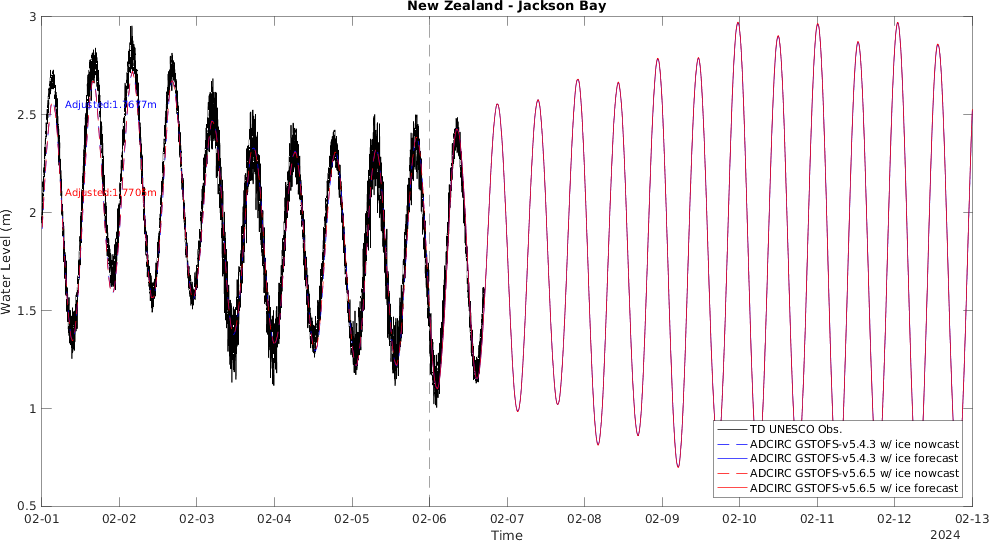 New Zealand - Jackson Bay
3
2.5
2
1.5
1
0.5
Water Level (m)
Adjusted:1.7677m
TD UNESCO Obs.
ADCIRC GSTOFS-v5.4.3 w/ ice nowcast
ADCIRC GSTOFS-v5.4.3 w/ ice forecast
ADCIRC GSTOFS-v5.6.5 w/ ice nowcast
ADCIRC GSTOFS-v5.6.5 w/ ice forecast
02-01 02-02 02-03 02-04 02-05 02-06 02-07 02-08 02-09 02-10 02-11 02-12 02-13
Time
2024